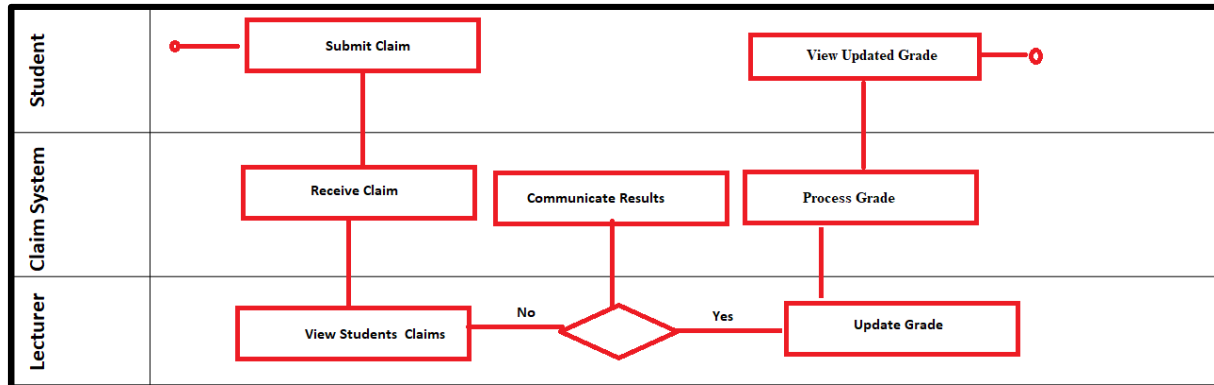 Student
Submit Claim
View Updated Grade
Claim System
Receive Claim
Communicate Results
Process Grade
Lecturer
View Students Claims
No
Yes
Update Grade